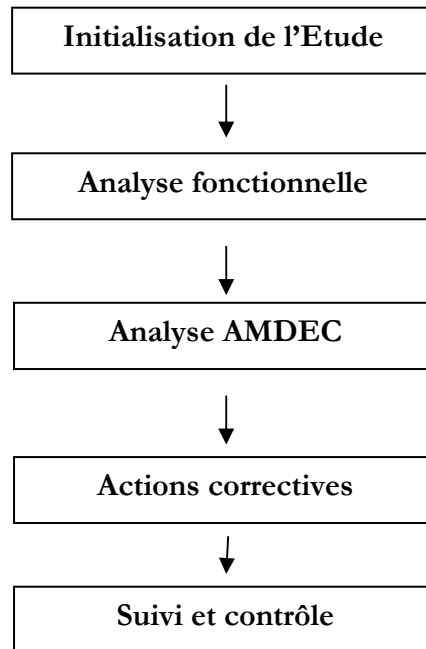 Initialisation de l’Etude
Analyse fonctionnelle
Analyse AMDEC
Actions correctives
Suivi et contrôle